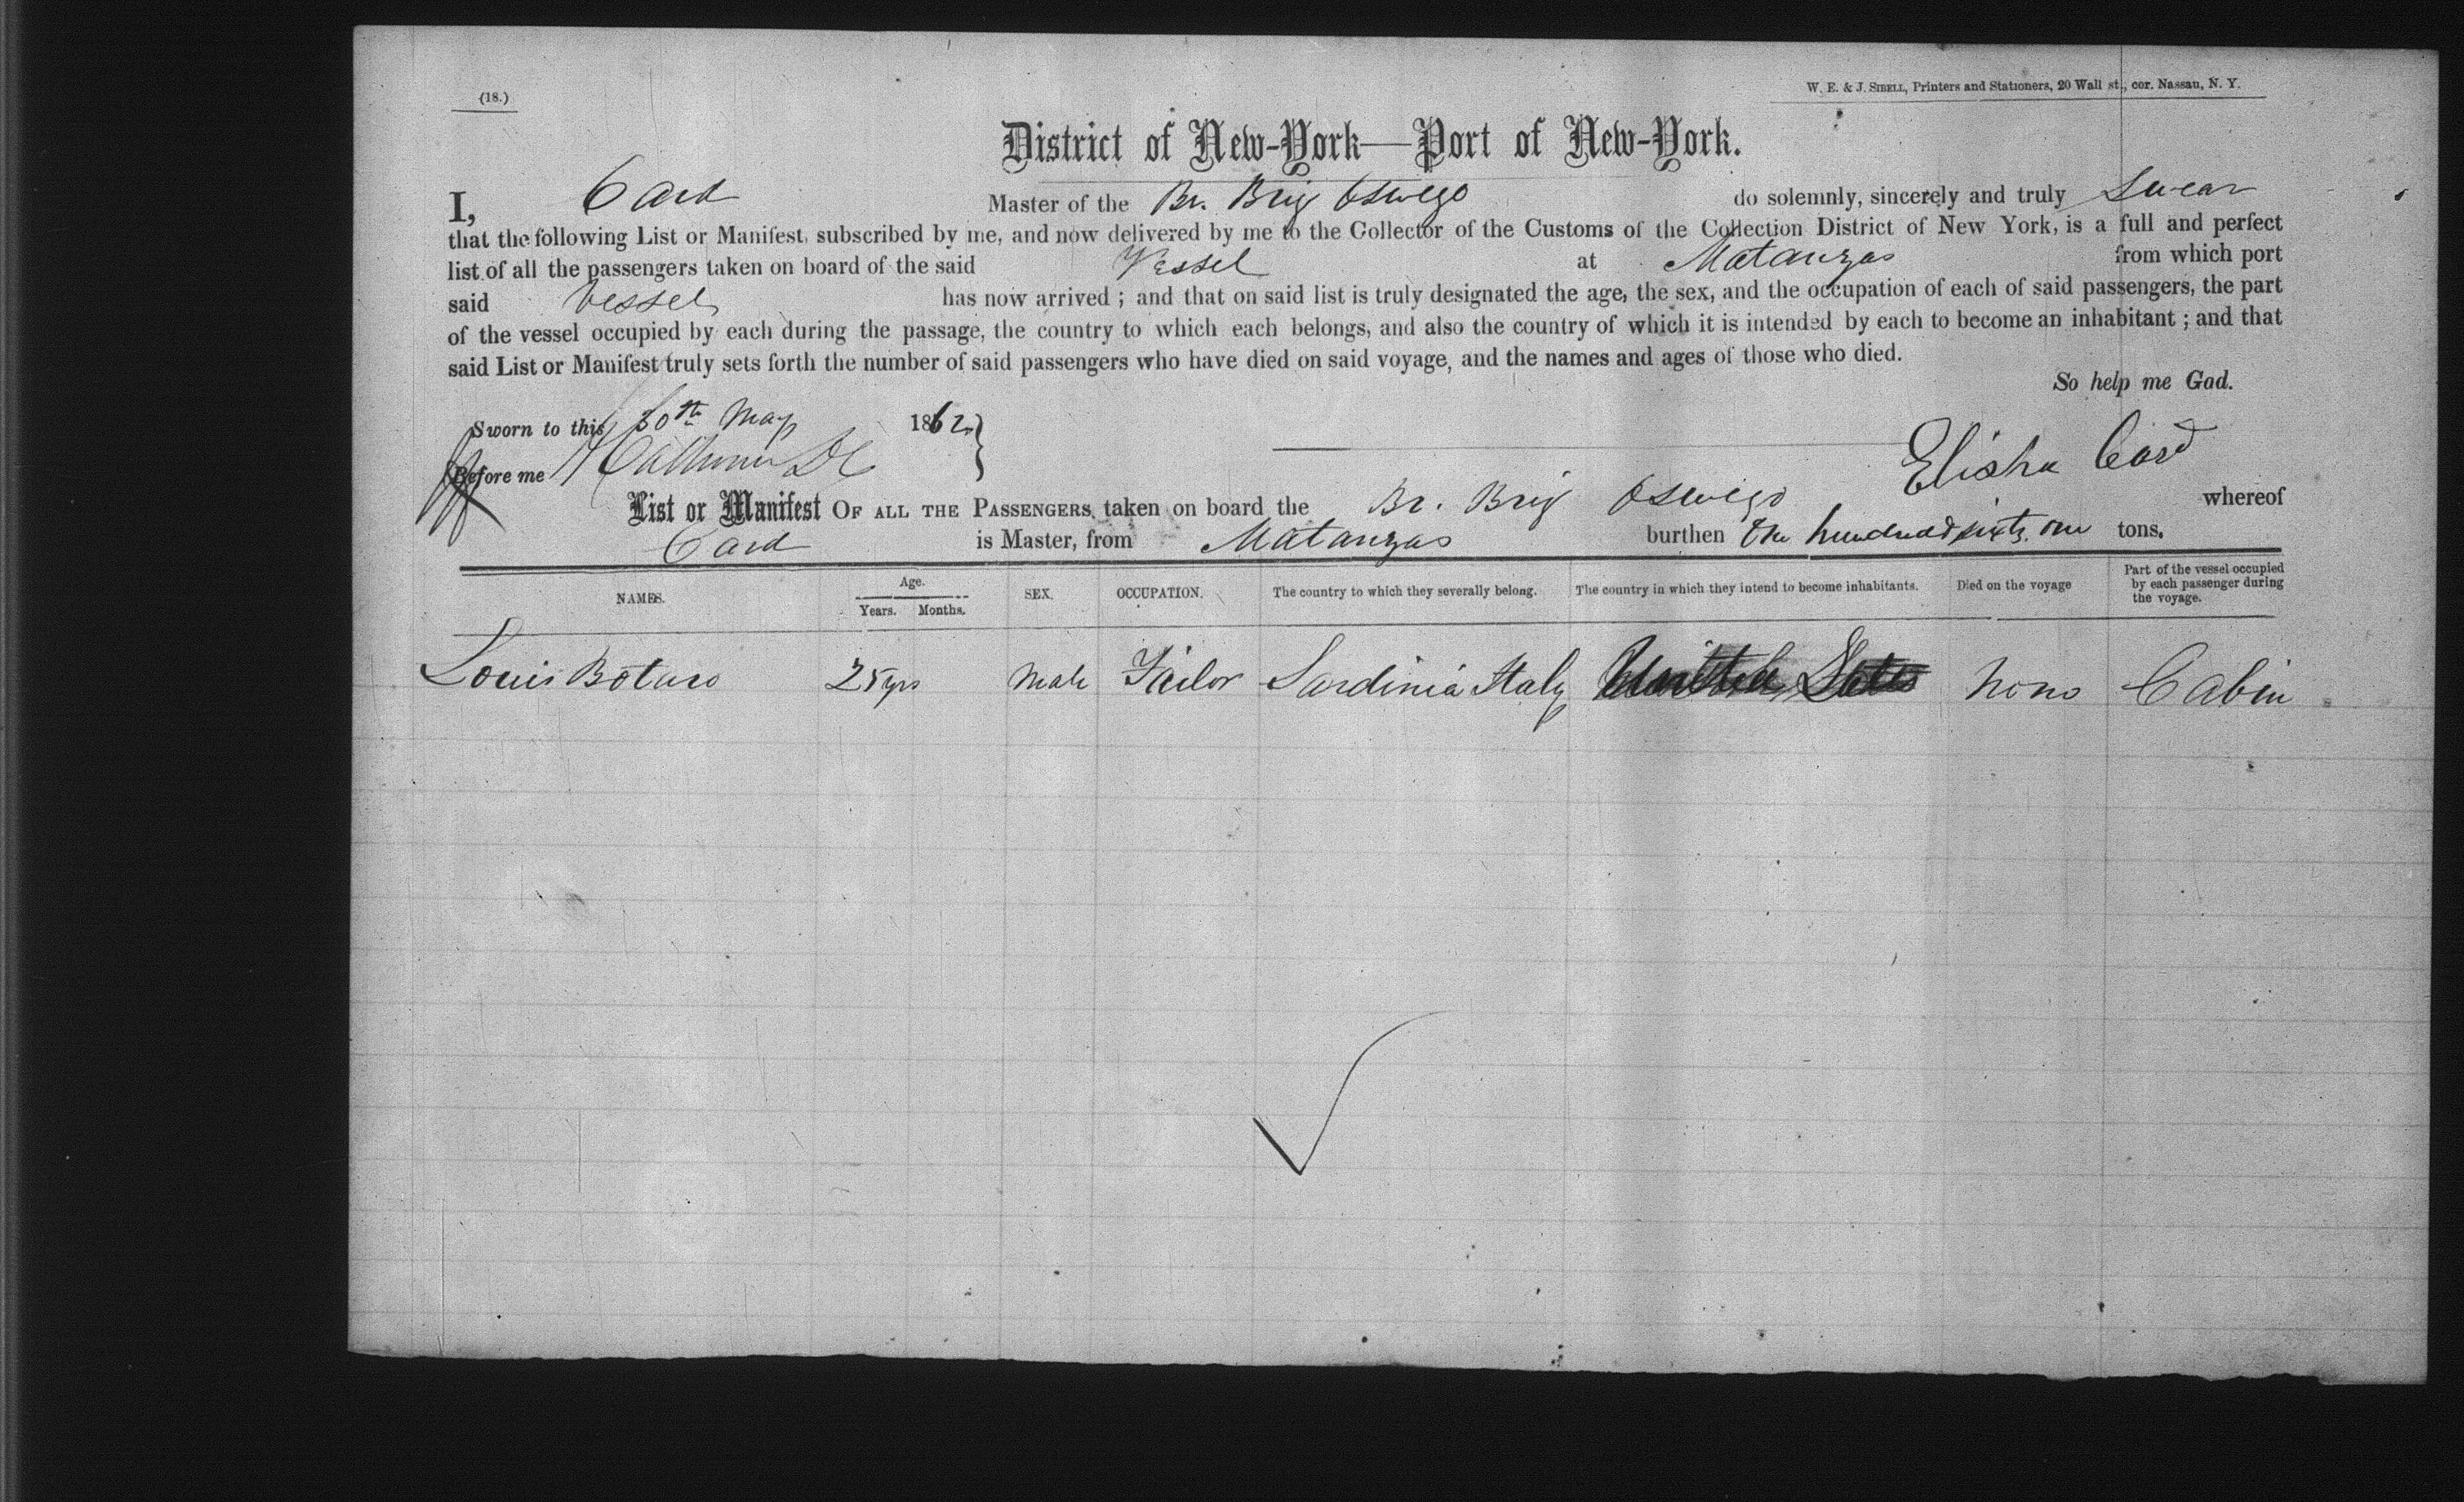 (18.)
W. E. & J. SIBELL, Printers and Stationers, 20 Wall st., cor. Nassau, N. Y.
District of New-York—Port of New-York.
I, Card Master of the Br. Brig Oswego do solemnly, sincerely and truly Swear
that the following List or Manifest, subscribed by me, and now delivered by me to the Collector of the Customs of the Collection District of New York, is a full and perfect
list of all the passengers taken on board of the said Vessel at Matanzas from which port
said Vessel has now arrived ; and that on said list is truly designated the age, the sex, and the occupation of each of said passengers, the part
of the vessel occupied by each during the passage, the country to which each belongs, and also the country of which it is intended by each to become an inhabitant ; and that
said List or Manifest truly sets forth the number of said passengers who have died on said voyage, and the names and ages of those who died.
So help me God.
Sworn to this 30th May 1862
Before me
Elisha Card
List or Manifest OF ALL THE PASSENGERS taken on board the Br. Brig Oswego whereof
Card is Master, from Matanzas burthen hundred sixty one tons.
NAMES. Age. Years. Months. SEX. OCCUPATION. The country to which they severally belong. The country in which they intend to become inhabitants. Died on the voyage Part of the vessel occupied by each passenger during the voyage.
Louis Botaro 25 yrs Male Tailor Sardinia Italy United States None Cabin